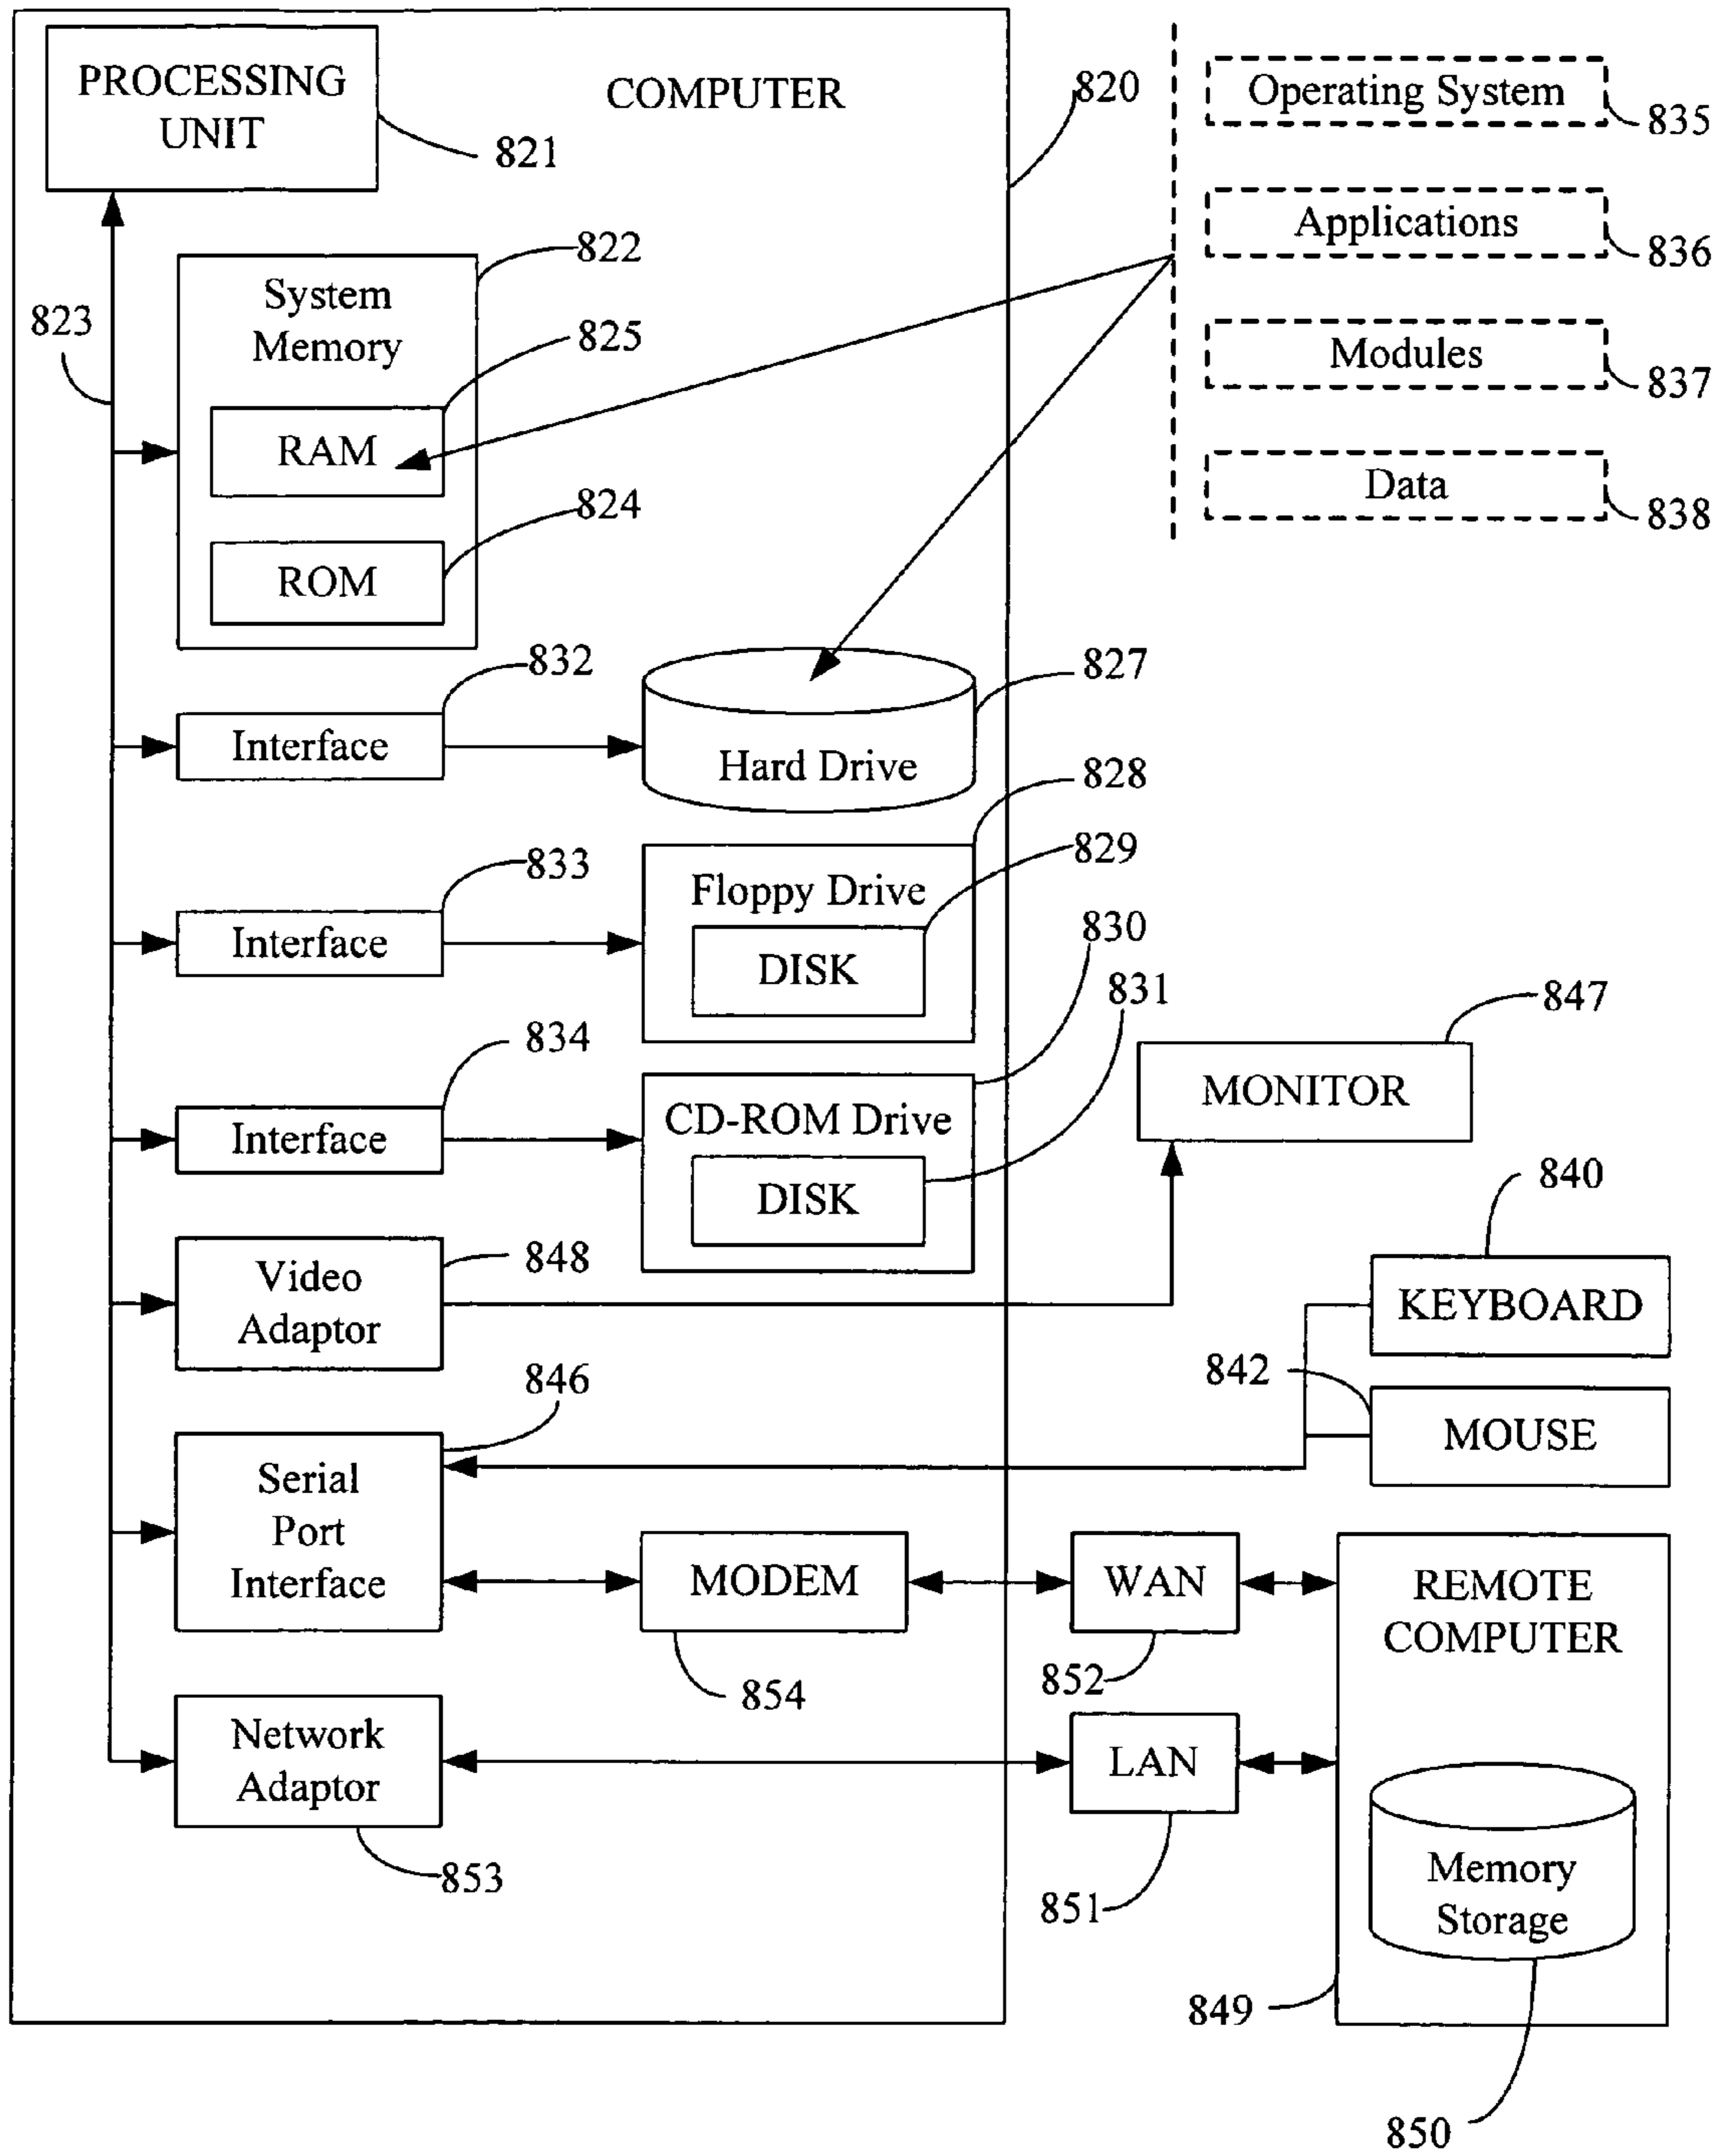 PROCESSING
UNIT
821
COMPUTER
820
Operating System
835
Applications
836
Modules
837
Data
838
823
822
System
Memory
825
RAM
824
ROM
832
Interface
827
Hard Drive
833
Interface
828
829
Floppy Drive
DISK
834
Interface
830
831
CD-ROM Drive
DISK
847
MONITOR
848
Video
Adaptor
840
KEYBOARD
842
MOUSE
846
Serial
Port
Interface
MODEM
854
WAN
852
REMOTE
COMPUTER
Network
Adaptor
853
LAN
851
Memory
Storage
849
850